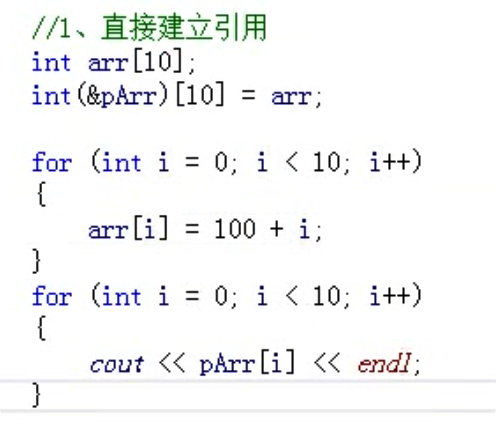 //1、直接建立引用
int arr[10];
int(&pArr)[10] = arr;
for (int i = 0; i < 10; i++)
{
arr[i] = 100 + i;
}
for (int i = 0; i < 10; i++)
{
cout << pArr[i] << endl;
}